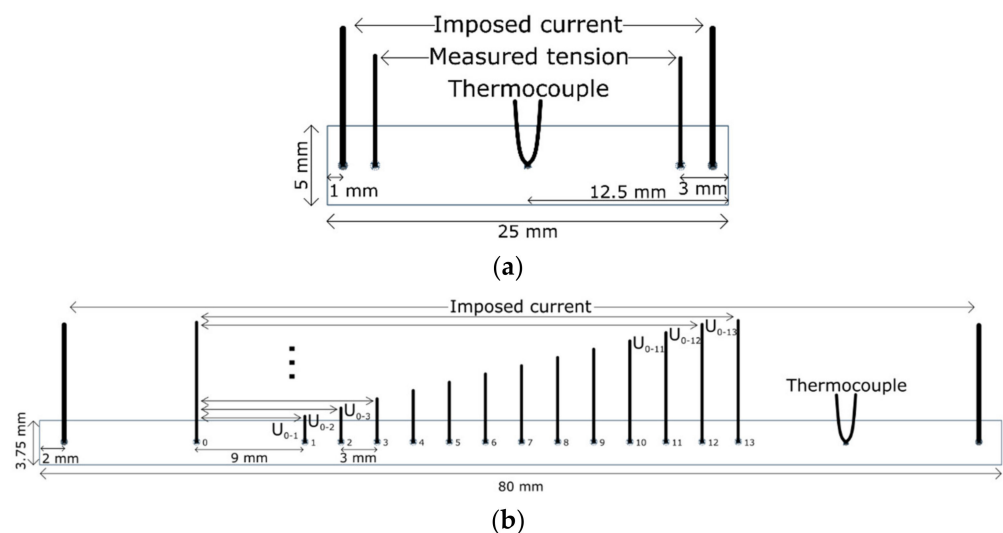 Imposed current
Measured tension
Thermocouple
5 mm
1 mm
12.5 mm
3 mm
25 mm
(a)
Imposed current
U0-13
U0-12
U0-11
Thermocouple
U0-3
U0-2
U0-1
0 1 2 3 4 5 6 7 8 9 10 11 12 13
3.75 mm
2 mm
9 mm
3 mm
80 mm
(b)